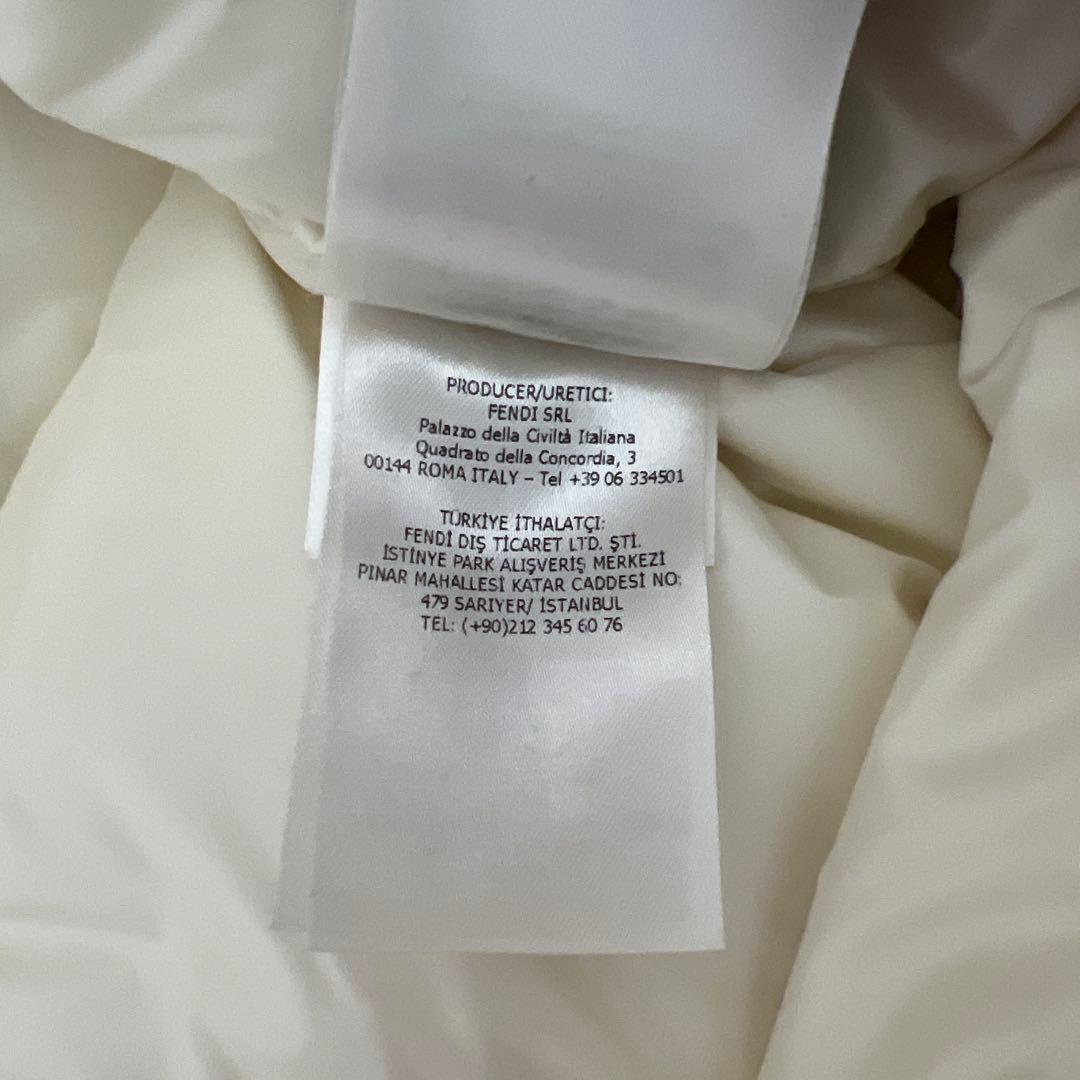 PRODUCER/URETICI:
FENDI SRL
Palazzo della Civiltà Italiana
Quadrato della Concordia, 3
00144 ROMA ITALY – Tel +39 06 334501
TÜRKİYE İTHALATÇI:
FENDİ DIŞ TİCARET LTD. ŞTİ.
İSTİNYE PARK ALIŞVERİŞ MERKEZİ
PINAR MAHALLESİ KATAR CADDESİ NO:
479 SARIYER/ İSTANBUL
TEL: (+90)212 345 60 76